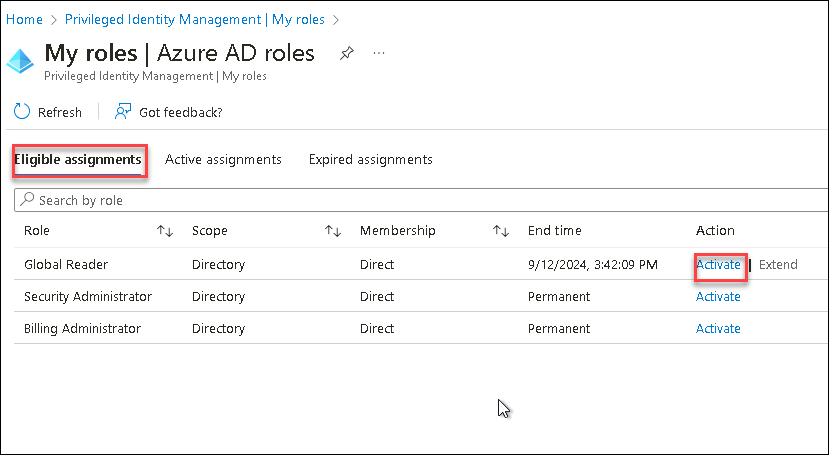 Home > Privileged Identity Management | My roles >
My roles | Azure AD roles
Privileged Identity Management | My roles
Refresh | Got feedback?
Eligible assignments Active assignments Expired assignments
Search by role
Role Scope Membership End time Action
Global Reader Directory Direct 9/12/2024, 3:42:09 PM Activate | Extend
Security Administrator Directory Direct Permanent Activate
Billing Administrator Directory Direct Permanent Activate